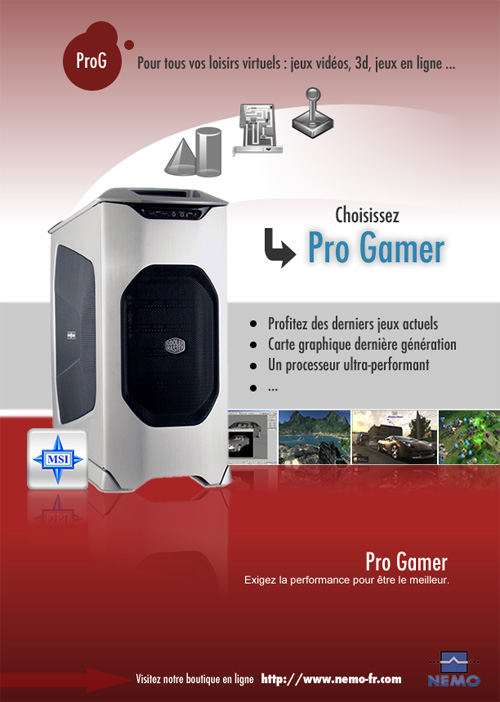 ProG
Pour tous vos loisirs virtuels : jeux vidéos, 3d, jeux en ligne ...
Choisissez
Pro Gamer
• Profitez des derniers jeux actuels
• Carte graphique dernière génération
• Un processeur ultra-performant
• ...
COOLER
MASTER
MSI
Pro Gamer
Exigez la performance pour être le meilleur.
Visitez notre boutique en ligne http://www.nemo-fr.com
NEMO